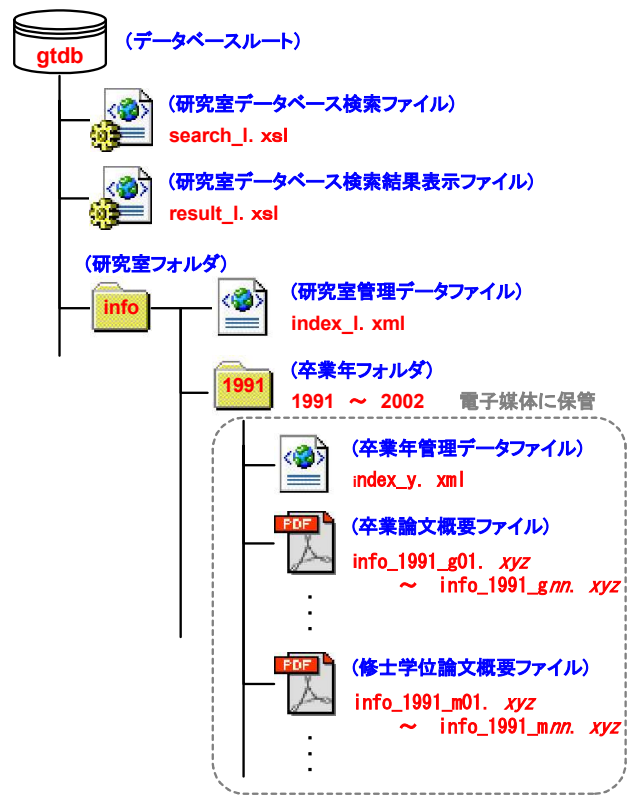 gtdb
(データベースルート)
(研究室データベース検索ファイル)
search_l. xsl
(研究室データベース検索結果表示ファイル)
result_l. xsl
(研究室フォルダ)
info
(研究室管理データファイル)
index_l. xml
1991
(卒業年フォルダ)
1991 ～ 2002 電子媒体に保管
(卒業年管理データファイル)
index_y. xml
PDF
(卒業論文概要ファイル)
info_1991_g01. xyz
～ info_1991_gnn. xyz
PDF
(修士学位論文概要ファイル)
info_1991_m01. xyz
～ info_1991_mnn. xyz